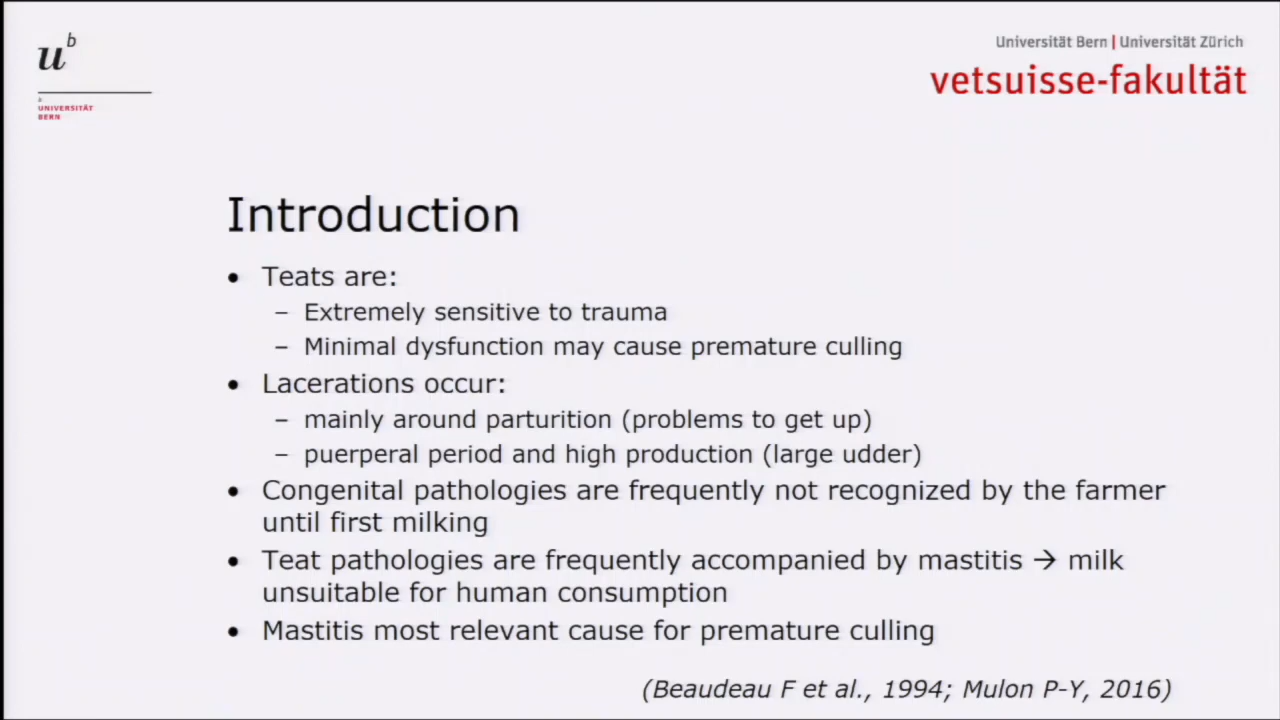 u^b
b
UNIVERSITÄT
BERN
Universität Bern | Universität Zürich
vetsuisse-fakultät
Introduction
• Teats are:
– Extremely sensitive to trauma
– Minimal dysfunction may cause premature culling
• Lacerations occur:
– mainly around parturition (problems to get up)
– puerperal period and high production (large udder)
• Congenital pathologies are frequently not recognized by the farmer
until first milking
• Teat pathologies are frequently accompanied by mastitis → milk
unsuitable for human consumption
• Mastitis most relevant cause for premature culling
(Beaudeau F et al., 1994; Mulon P-Y, 2016)